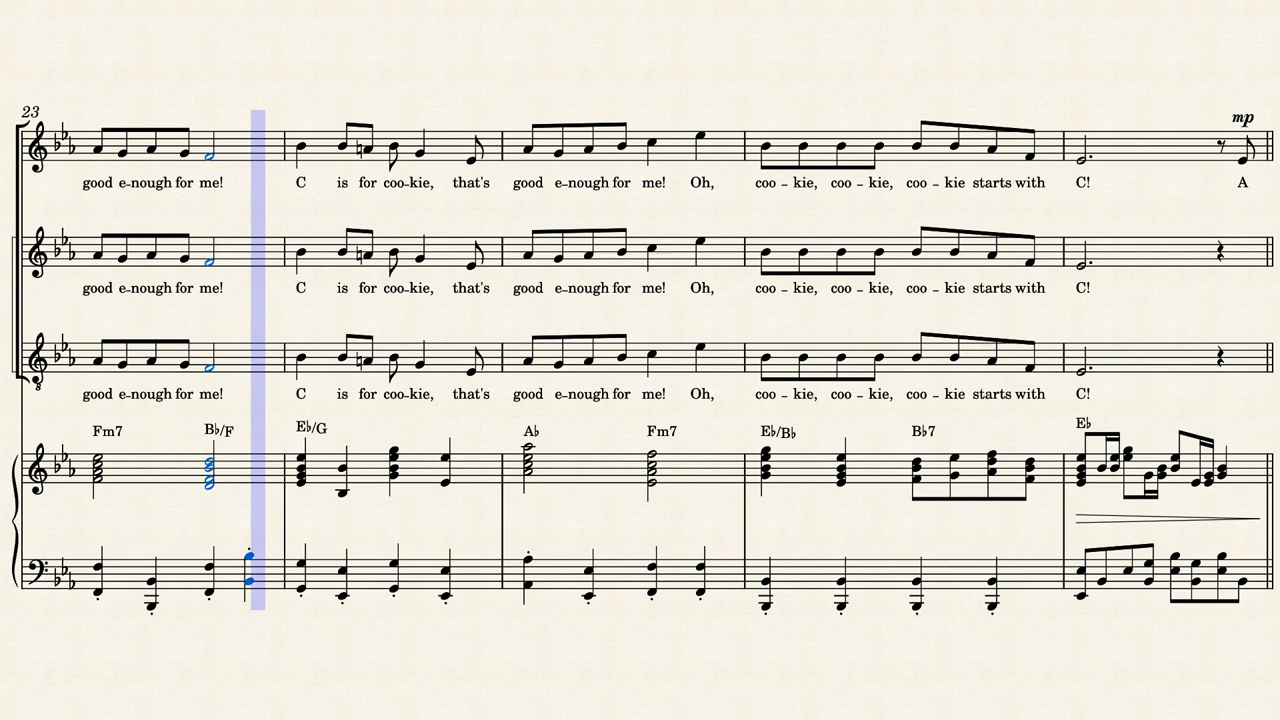 23
mp
good e-nough for me! C is for coo-kie, that's good e-nough for me! Oh, coo - kie, coo - kie, coo - kie starts with C! A
good e-nough for me! C is for coo-kie, that's good e-nough for me! Oh, coo - kie, coo - kie, coo - kie starts with C!
8
good e-nough for me! C is for coo-kie, that's good e-nough for me! Oh, coo - kie, coo - kie, coo - kie starts with C!
Fm7 B♭/F E♭/G A♭ Fm7 E♭/B♭ B♭7 E♭